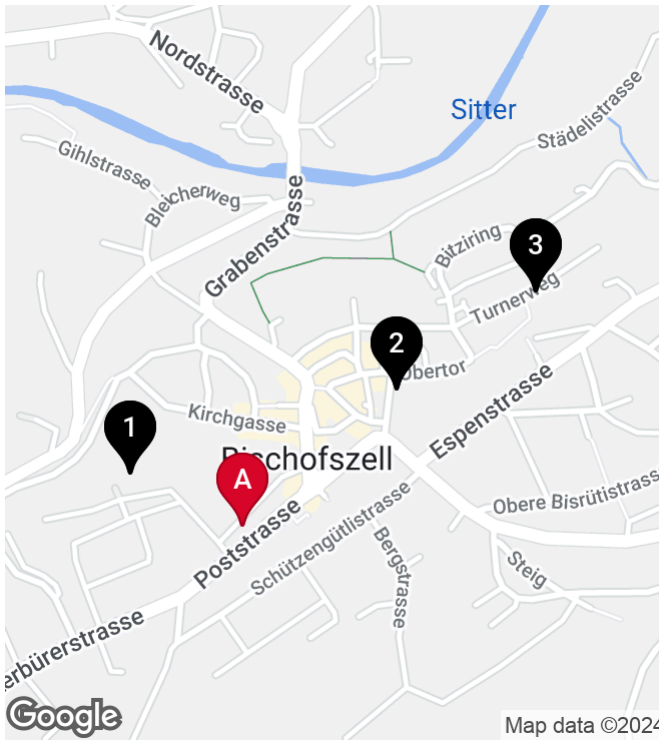 Nordstrasse
Sitter
Städelistrasse
Gihlstrasse
Bleicherweg
Grabenstrasse
Bitziring
3
Turnerweg
2
Obertor
Kirchgasse
1
Espenstrasse
Bischofszell
A
Poststrasse
Schützengütlistrasse
Obere Bisrütistrass
Bergstrasse
Steig
erbürerstrasse
Google
Map data ©2024